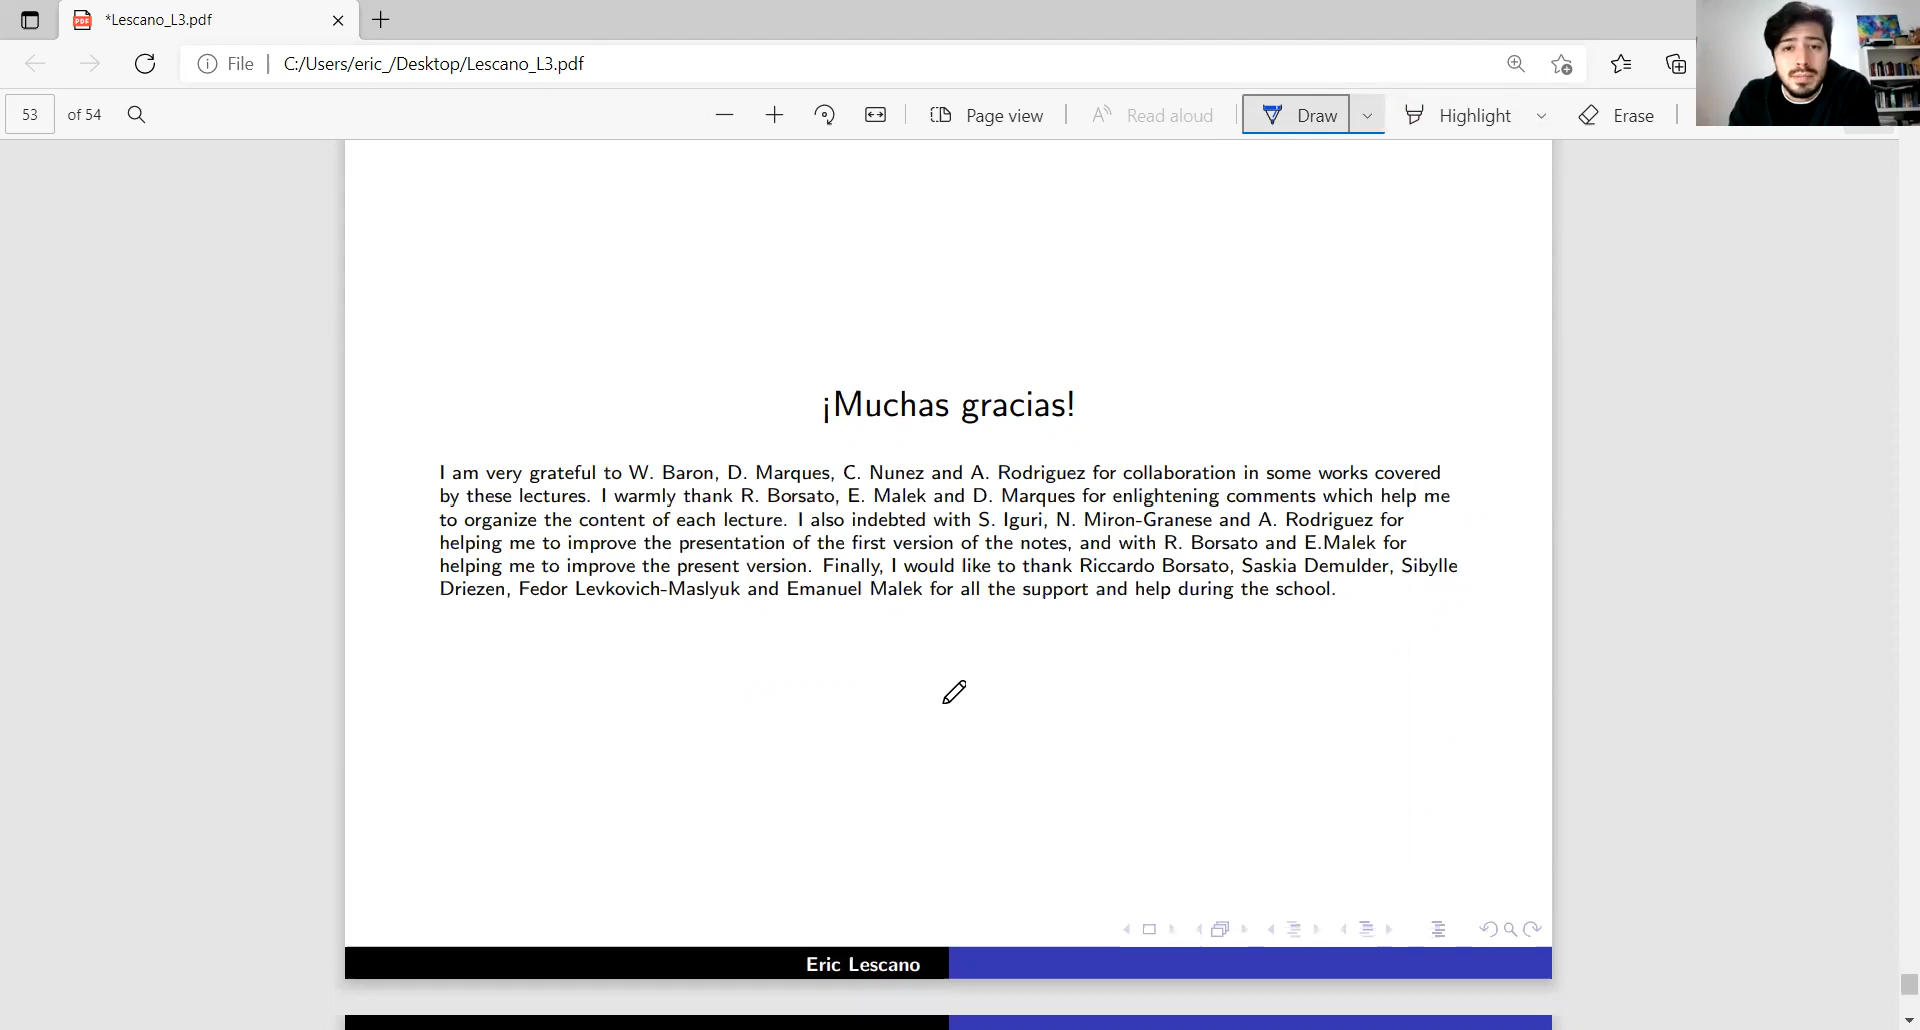 *Lescano_L3.pdf
File C:/Users/eric_/Desktop/Lescano_L3.pdf
53 of 54 Page view Read aloud Draw Highlight Erase
¡Muchas gracias!
I am very grateful to W. Baron, D. Marques, C. Nunez and A. Rodriguez for collaboration in some works covered
by these lectures. I warmly thank R. Borsato, E. Malek and D. Marques for enlightening comments which help me
to organize the content of each lecture. I also indebted with S. Iguri, N. Miron-Granese and A. Rodriguez for
helping me to improve the presentation of the first version of the notes, and with R. Borsato and E.Malek for
helping me to improve the present version. Finally, I would like to thank Riccardo Borsato, Saskia Demulder, Sibylle
Driezen, Fedor Levkovich-Maslyuk and Emanuel Malek for all the support and help during the school.
Eric Lescano